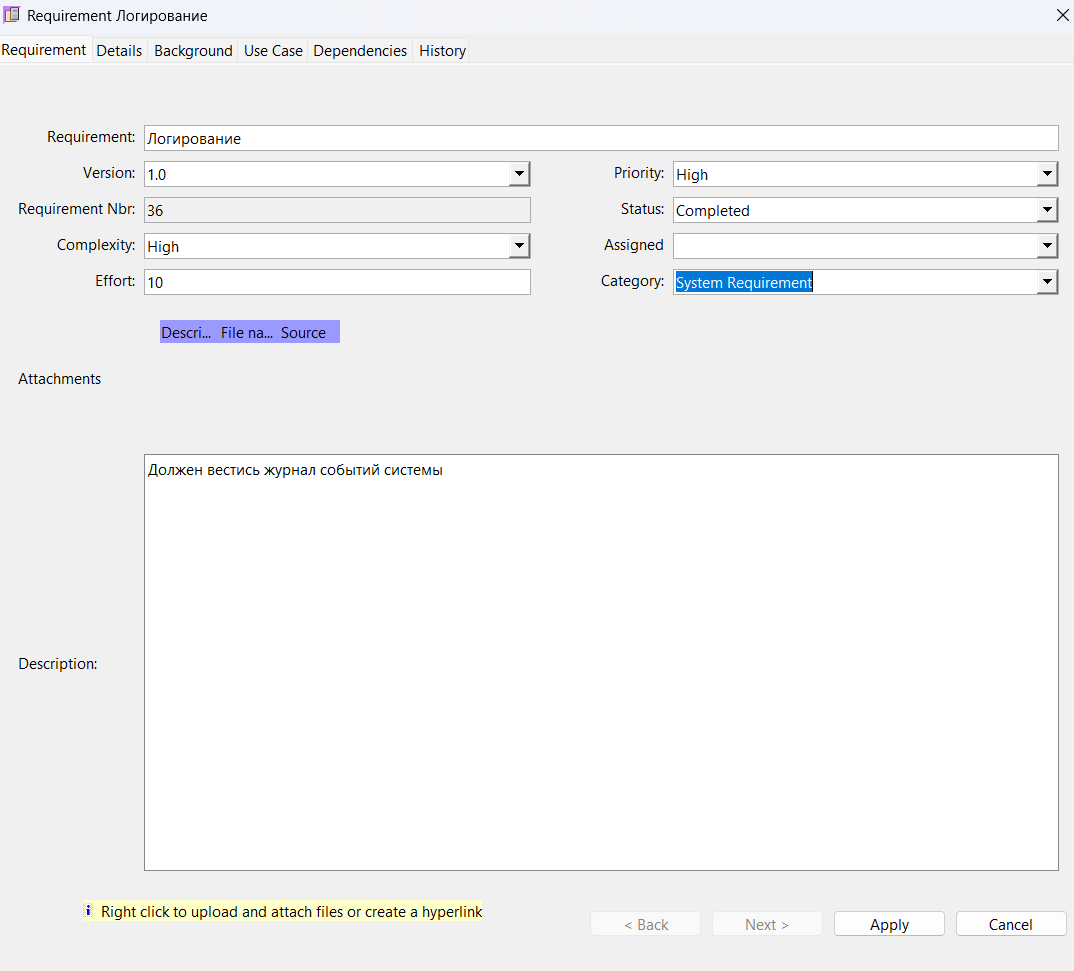 Requirement Логирование
Requirement Details Background Use Case Dependencies History
Requirement: Логирование
Version: 1.0 Priority: High
Requirement Nbr: 36 Status: Completed
Complexity: High Assigned
Effort: 10 Category: System Requirement
Descri... File na... Source
Attachments
Должен вестись журнал событий системы
Description:
Right click to upload and attach files or create a hyperlink
< Back Next > Apply Cancel